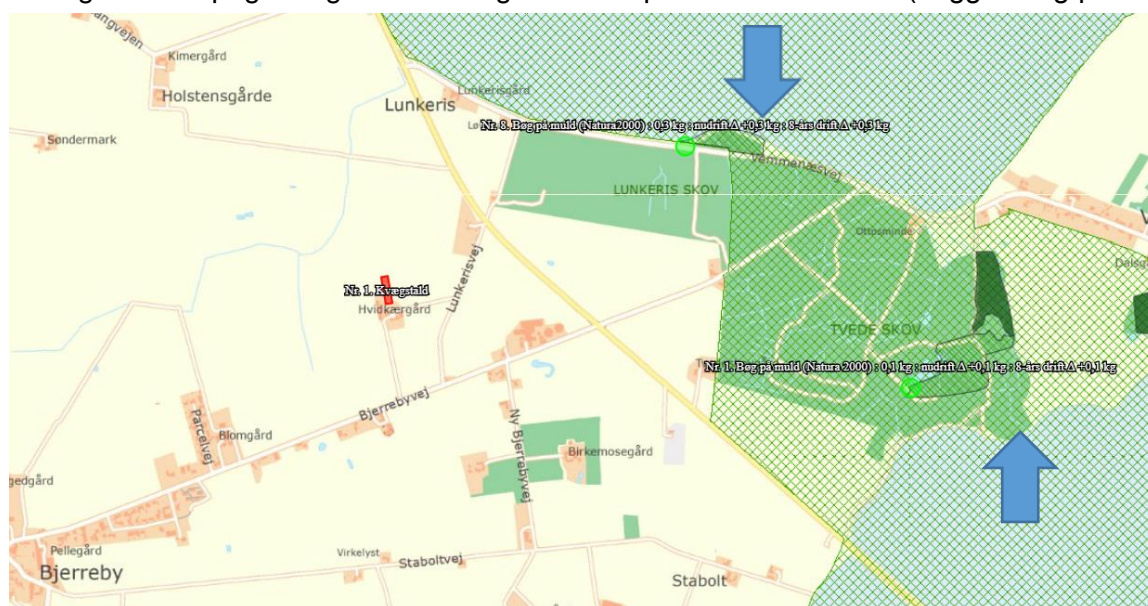 Kimergård
Holstensgårde
Lunkeris
Lunkerisgård
Søndermark
Nr. 8. Bøg på muld (Natura2000) : 0,3 kg : nudrift Δ +0,3 kg : 8-års drift Δ +0,3 kg
Vemmenæsvej
LUNKERIS SKOV
Ottosminde
Lunkerisvej
Nr. 1. Kvægstald
Hvidkærgård
TVEDE SKOV
Nr. 1. Bøg på muld (Natura 2000) : 0,1 kg : nudrift Δ +0,1 kg : 8-års drift Δ +0,1 kg
Bjerrebyvej
Parcelvej
Blomgård
Ny Bjerrebyvej
Birkemosegård
Pellegård
Virkelyst
Staboltvej
Bjerreby
Stabolt